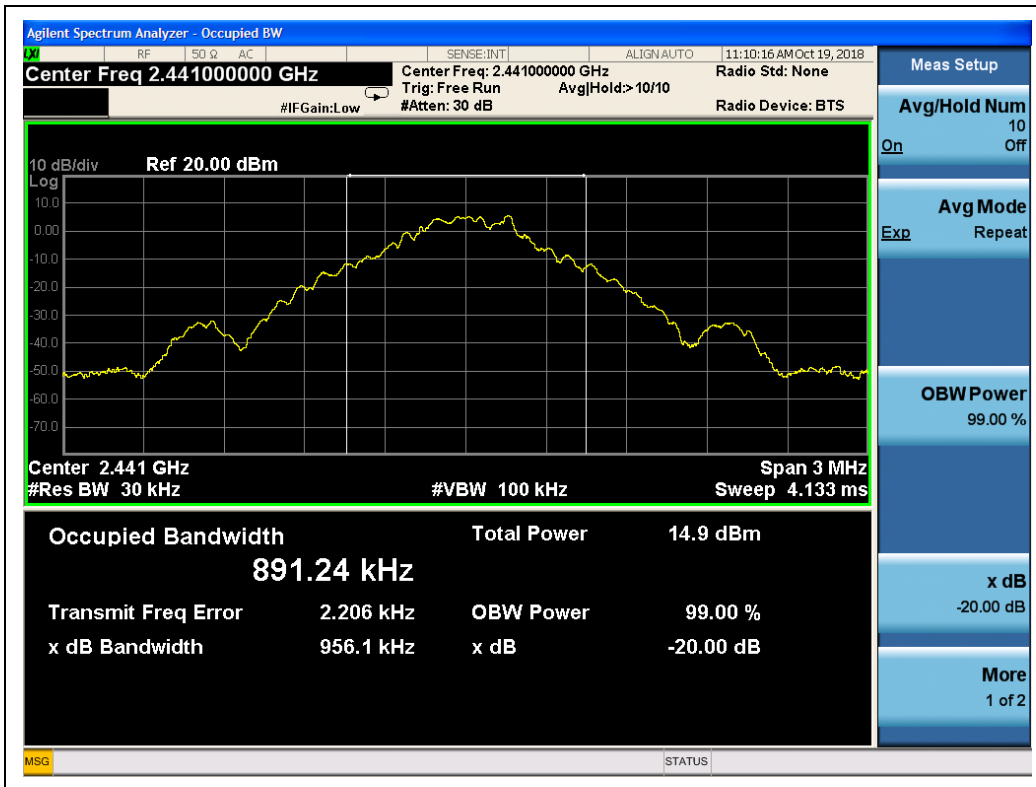 Agilent Spectrum Analyzer - Occupied BW
LXI RF 50 Ω AC SENSE:INT ALIGN AUTO 11:10:16 AM Oct 19, 2018
Center Freq 2.441000000 GHz
Center Freq: 2.441000000 GHz Radio Std: None
Trig: Free Run Avg|Hold:> 10/10
#IFGain:Low #Atten: 30 dB Radio Device: BTS
10 dB/div Ref 20.00 dBm
Log
10.0
0.00
-10.0
-20.0
-30.0
-40.0
-50.0
-60.0
-70.0
Center 2.441 GHz Span 3 MHz
#Res BW 30 kHz #VBW 100 kHz Sweep 4.133 ms
Occupied Bandwidth Total Power 14.9 dBm
891.24 kHz
Transmit Freq Error 2.206 kHz OBW Power 99.00 %
x dB Bandwidth 956.1 kHz x dB -20.00 dB
Meas Setup
Avg/Hold Num
10
On Off
Avg Mode
Exp Repeat
OBW Power
99.00 %
x dB
-20.00 dB
More
1 of 2
MSG STATUS